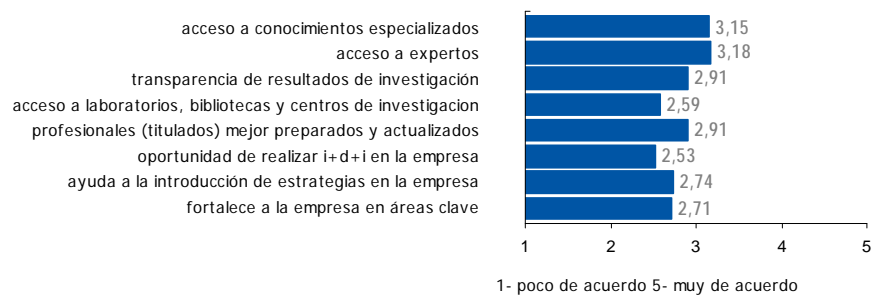 acceso a conocimientos especializados 3,15
acceso a expertos 3,18
transparencia de resultados de investigación 2,91
acceso a laboratorios, bibliotecas y centros de investigacion 2,59
profesionales (titulados) mejor preparados y actualizados 2,91
oportunidad de realizar i+d+i en la empresa 2,53
ayuda a la introducción de estrategias en la empresa 2,74
fortalece a la empresa en áreas clave 2,71
1 2 3 4 5
1- poco de acuerdo 5- muy de acuerdo